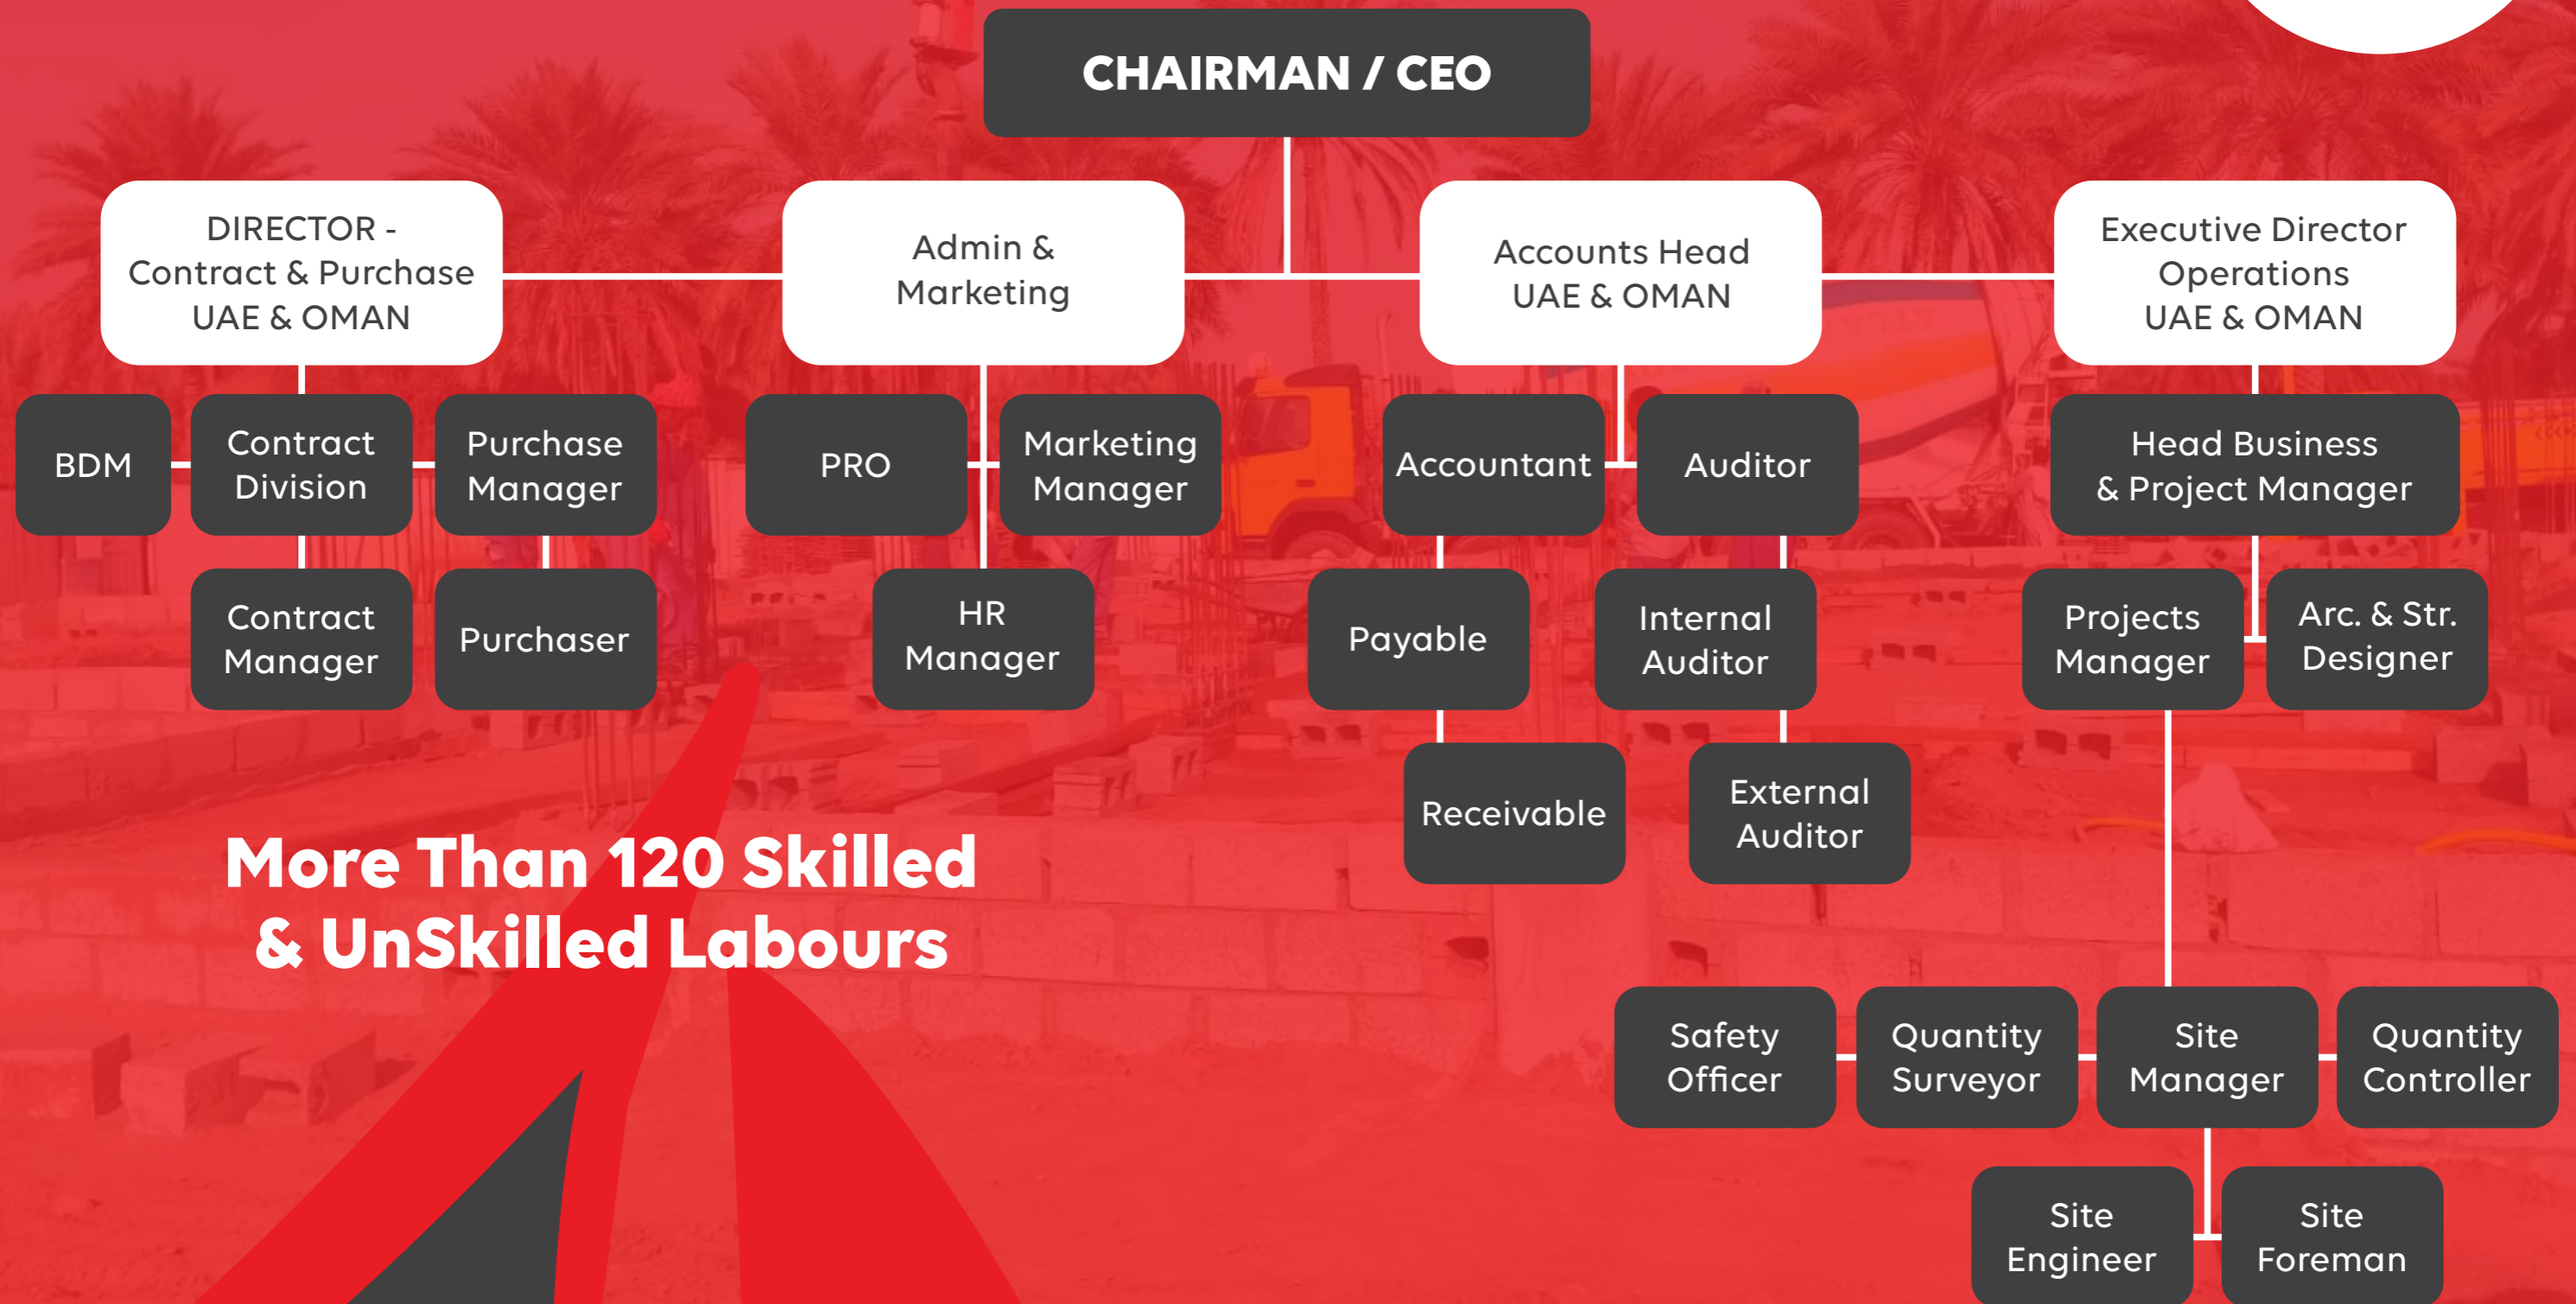 CHAIRMAN / CEO
DIRECTOR -
Contract & Purchase
UAE & OMAN
Admin &
Marketing
Accounts Head
UAE & OMAN
Executive Director
Operations
UAE & OMAN
BDM
Contract
Division
Purchase
Manager
PRO
Marketing
Manager
Accountant
Auditor
Head Business
& Project Manager
Contract
Manager
Purchaser
HR
Manager
Payable
Internal
Auditor
Projects
Manager
Arc. & Str.
Designer
Receivable
External
Auditor
More Than 120 Skilled
& UnSkilled Labours
Safety
Officer
Quantity
Surveyor
Site
Manager
Quantity
Controller
Site
Engineer
Site
Foreman